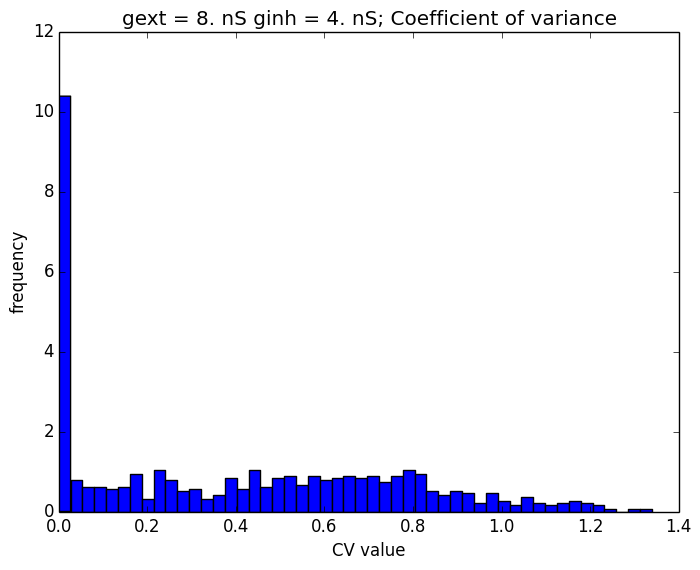 gext = 8. nS ginh = 4. nS; Coefficient of variance
12
10
8
6
4
2
0
frequency
0.0 0.2 0.4 0.6 0.8 1.0 1.2 1.4
CV value